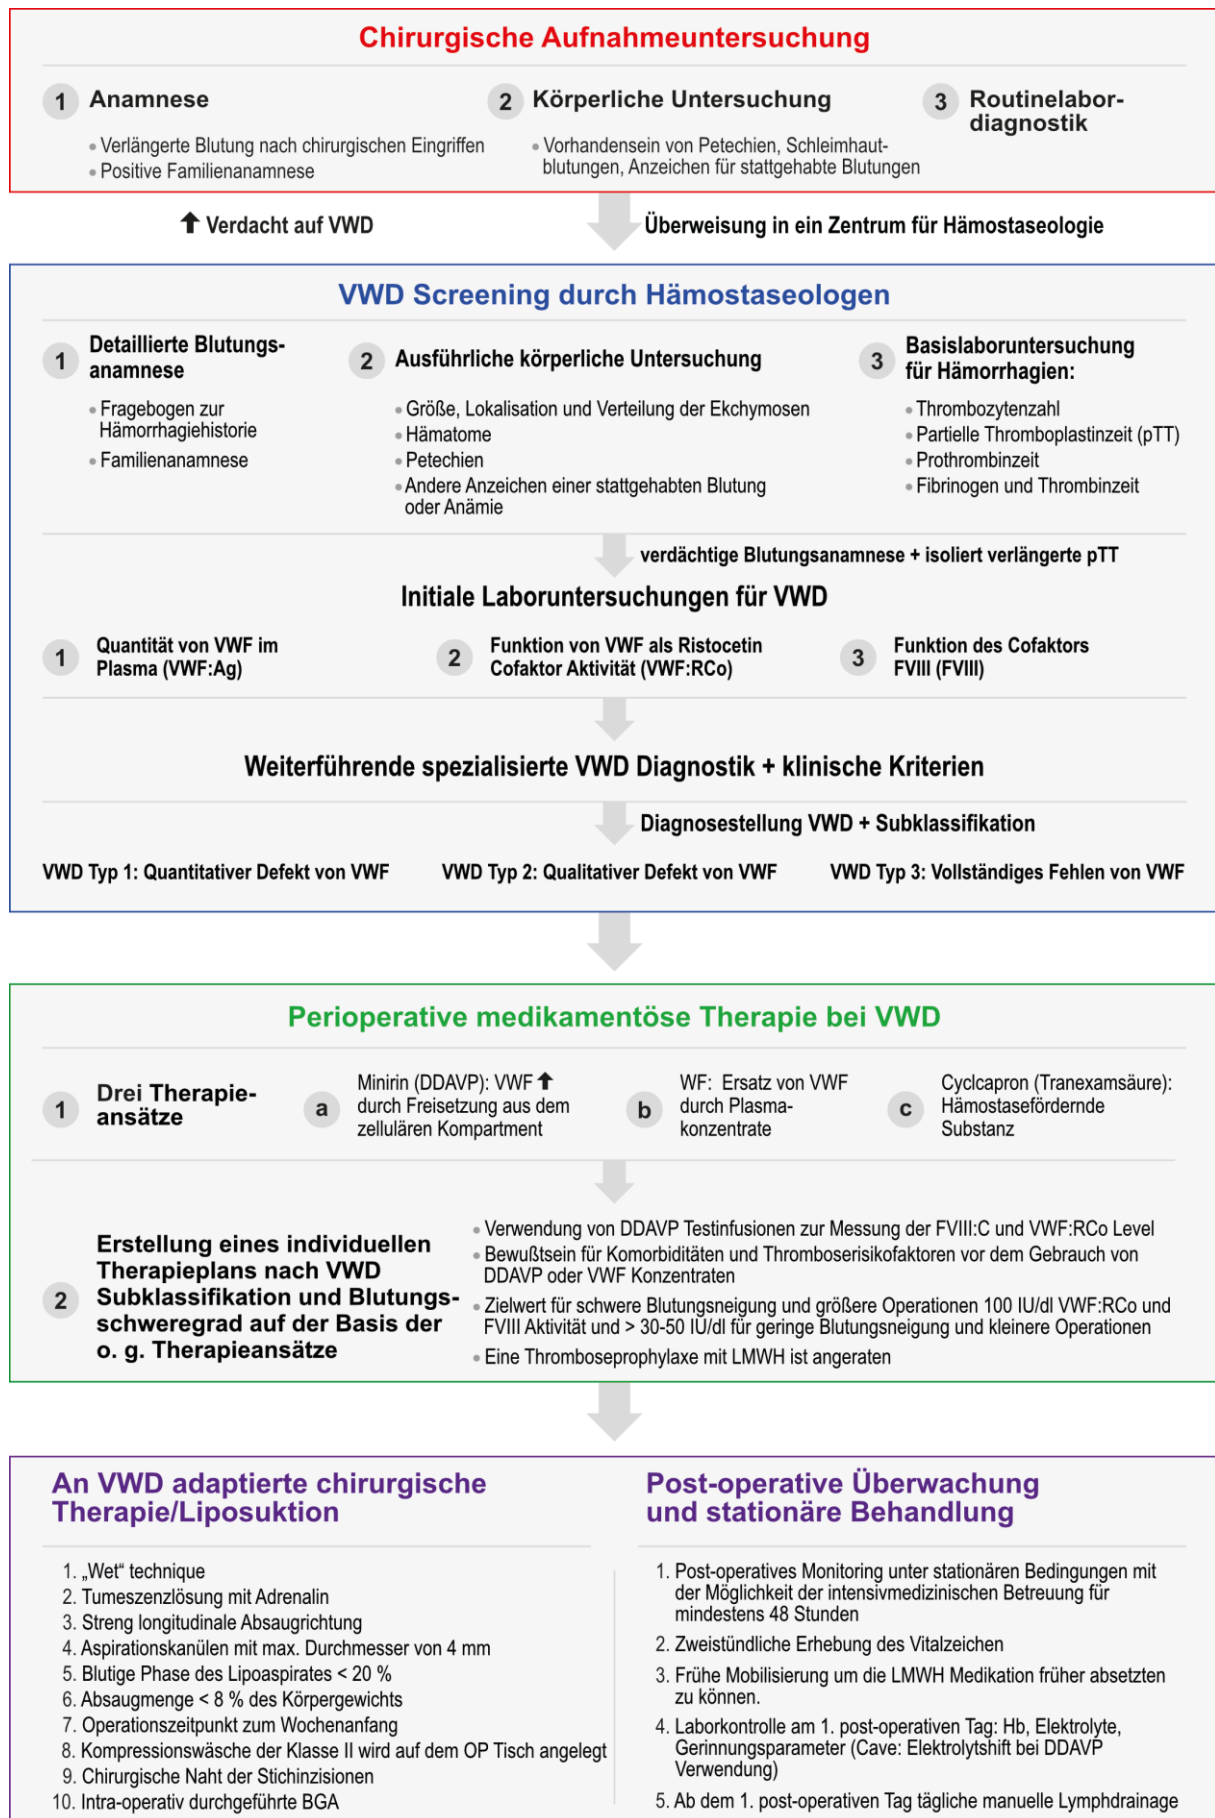 Chirurgische Aufnahmeuntersuchung
1 Anamnese
• Verlängerte Blutung nach chirurgischen Eingriffen
• Positive Familienanamnese
2 Körperliche Untersuchung
• Vorhandensein von Petechien, Schleimhaut-
blutungen, Anzeichen für stattgehabte Blutungen
3 Routinelabor-
diagnostik
⬆ Verdacht auf VWD
Überweisung in ein Zentrum für Hämostaseologie
VWD Screening durch Hämostaseologen
1 Detaillierte Blutungs-
anamnese
• Fragebogen zur
Hämorrhagiehistorie
• Familienanamnese
2 Ausführliche körperliche Untersuchung
• Größe, Lokalisation und Verteilung der Ekchymosen
• Hämatome
• Petechien
• Andere Anzeichen einer stattgehabten Blutung
oder Anämie
3 Basislaboruntersuchung
für Hämorrhagien:
• Thrombozytenzahl
• Partielle Thromboplastinzeit (pTT)
• Prothrombinzeit
• Fibrinogen und Thrombinzeit
verdächtige Blutungsanamnese + isoliert verlängerte pTT
Initiale Laboruntersuchungen für VWD
1 Quantität von VWF im
Plasma (VWF:Ag)
2 Funktion von VWF als Ristocetin
Cofaktor Aktivität (VWF:RCo)
3 Funktion des Cofaktors
FVIII (FVIII)
Weiterführende spezialisierte VWD Diagnostik + klinische Kriterien
Diagnosestellung VWD + Subklassifikation
VWD Typ 1: Quantitativer Defekt von VWF
VWD Typ 2: Qualitativer Defekt von VWF
VWD Typ 3: Vollständiges Fehlen von VWF
Perioperative medikamentöse Therapie bei VWD
1 Drei Therapie-
ansätze
a Minirin (DDAVP): VWF ⬆
durch Freisetzung aus dem
zellulären Kompartment
b WF: Ersatz von VWF
durch Plasma-
konzentrate
c Cyclcapron (Tranexamsäure):
Hämostasefördernde
Substanz
2 Erstellung eines individuellen
Therapieplans nach VWD
Subklassifikation und Blutungs-
schweregrad auf der Basis der
o. g. Therapieansätze
• Verwendung von DDAVP Testinfusionen zur Messung der FVIII:C und VWF:RCo Level
• Bewußtsein für Komorbiditäten und Thromboserisikofaktoren vor dem Gebrauch von
DDAVP oder VWF Konzentraten
• Zielwert für schwere Blutungsneigung und größere Operationen 100 IU/dl VWF:RCo und
FVIII Aktivität und > 30-50 IU/dl für geringe Blutungsneigung und kleinere Operationen
• Eine Thromboseprophylaxe mit LMWH ist angeraten
An VWD adaptierte chirurgische
Therapie/Liposuktion
1. „Wet“ technique
2. Tumeszenzlösung mit Adrenalin
3. Streng longitudinale Absaugrichtung
4. Aspirationskanülen mit max. Durchmesser von 4 mm
5. Blutige Phase des Lipoaspirates < 20 %
6. Absaugmenge < 8 % des Körpergewichts
7. Operationszeitpunkt zum Wochenanfang
8. Kompressionswäsche der Klasse II wird auf dem OP Tisch angelegt
9. Chirurgische Naht der Stichinzisionen
10. Intra-operativ durchgeführte BGA
Post-operative Überwachung
und stationäre Behandlung
1. Post-operatives Monitoring unter stationären Bedingungen mit
der Möglichkeit der intensivmedizinischen Betreuung für
mindestens 48 Stunden
2. Zweistündliche Erhebung des Vitalzeichen
3. Frühe Mobilisierung um die LMWH Medikation früher absetzten
zu können.
4. Laborkontrolle am 1. post-operativen Tag: Hb, Elektrolyte,
Gerinnungsparameter (Cave: Elektrolytshift bei DDAVP
Verwendung)
5. Ab dem 1. post-operativen Tag tägliche manuelle Lymphdrainage